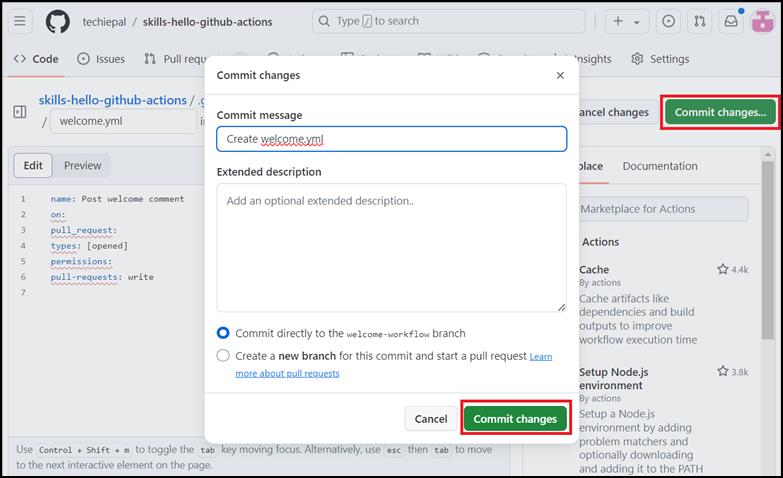 techiepal / skills-hello-github-actions
Type / to search
Code
Issues
Pull requ
Insights
Settings
skills-hello-github-actions / .g
/ welcome.yml in
ancel changes
Commit changes...
Edit
Preview
1 name: Post welcome comment
2 on:
3 pull_request:
4 types: [opened]
5 permissions:
6 pull-requests: write
7
Commit changes
Commit message
Create welcome.yml
Extended description
Add an optional extended description..
Commit directly to the welcome-workflow branch
Create a new branch for this commit and start a pull request Learn
more about pull requests
Cancel
Commit changes
place
Documentation
Marketplace for Actions
Actions
Cache
4.4k
By actions
Cache artifacts like
dependencies and build
outputs to improve
workflow execution time
Setup Node.js
environment
3.8k
By actions
Setup a Node.js
environment by adding
problem matchers and
optionally downloading
and adding it to the PATH
Use Control + Shift + m to toggle the tab key moving focus. Alternatively, use esc then tab to move
to the next interactive element on the page.